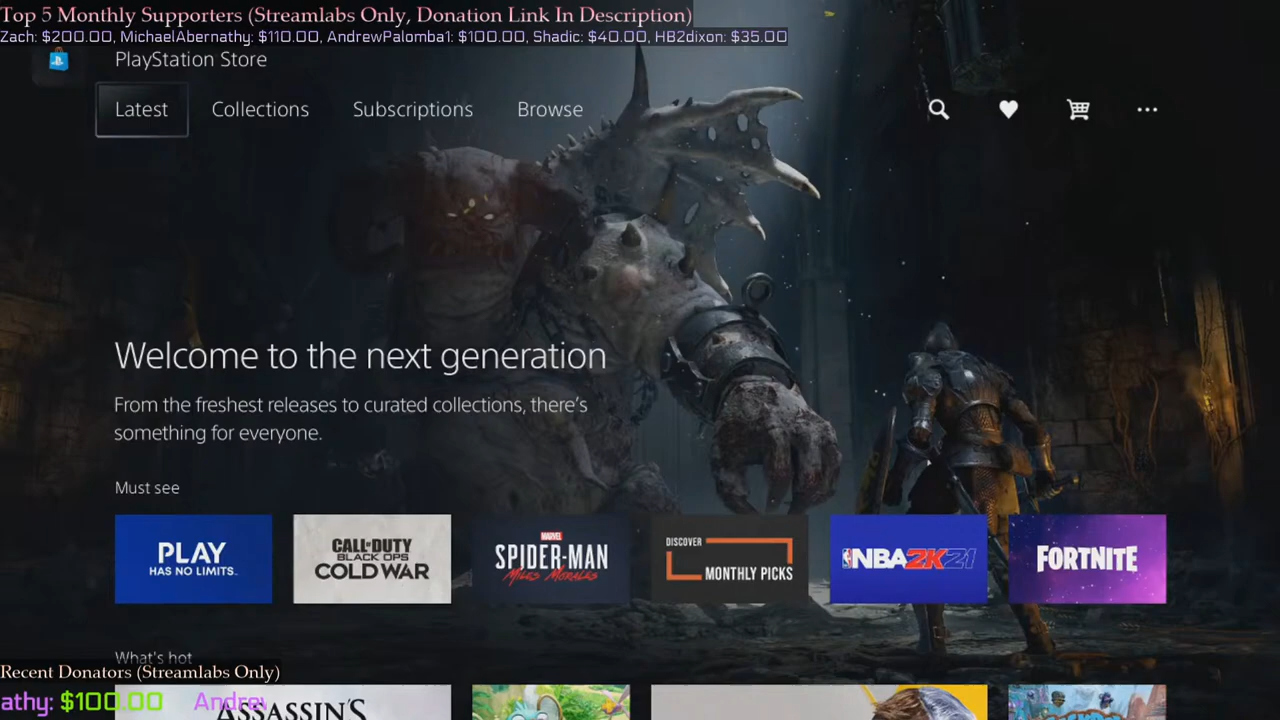 Top 5 Monthly Supporters (Streamlabs Only, Donation Link In Description)
Zach: $200.00, MichaelAbernathy: $110.00, AndrewPalomba1: $100.00, Shadic: $40.00, HB2dixon: $35.00
PlayStation Store
Latest Collections Subscriptions Browse
Welcome to the next generation
From the freshest releases to curated collections, there's
something for everyone.
Must see
PLAY
HAS NO LIMITS
CALL OF DUTY
BLACK OPS
COLD WAR
MARVEL
SPIDER-MAN
MILES MORALES
DISCOVER
MONTHLY PICKS
NBA 2K21
FORTNITE
What's hot
Recent Donators (Streamlabs Only)
athy: $100.00 Andrew
ASSASSIN'S